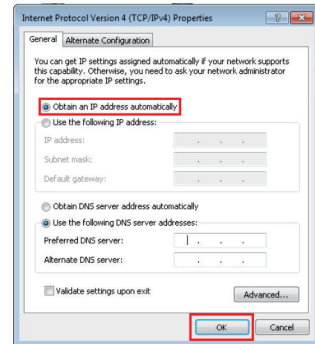 Internet Protocol Version 4 (TCP/IPv4) Properties
General
Alternate Configuration
You can get IP settings assigned automatically if your network supports
this capability. Otherwise, you need to ask your network administrator
for the appropriate IP settings.
Obtain an IP address automatically
Use the following IP address:
IP address:
Subnet mask:
Default gateway:
Obtain DNS server address automatically
Use the following DNS server addresses:
Preferred DNS server:
Alternate DNS server:
Validate settings upon exit
Advanced...
OK
Cancel